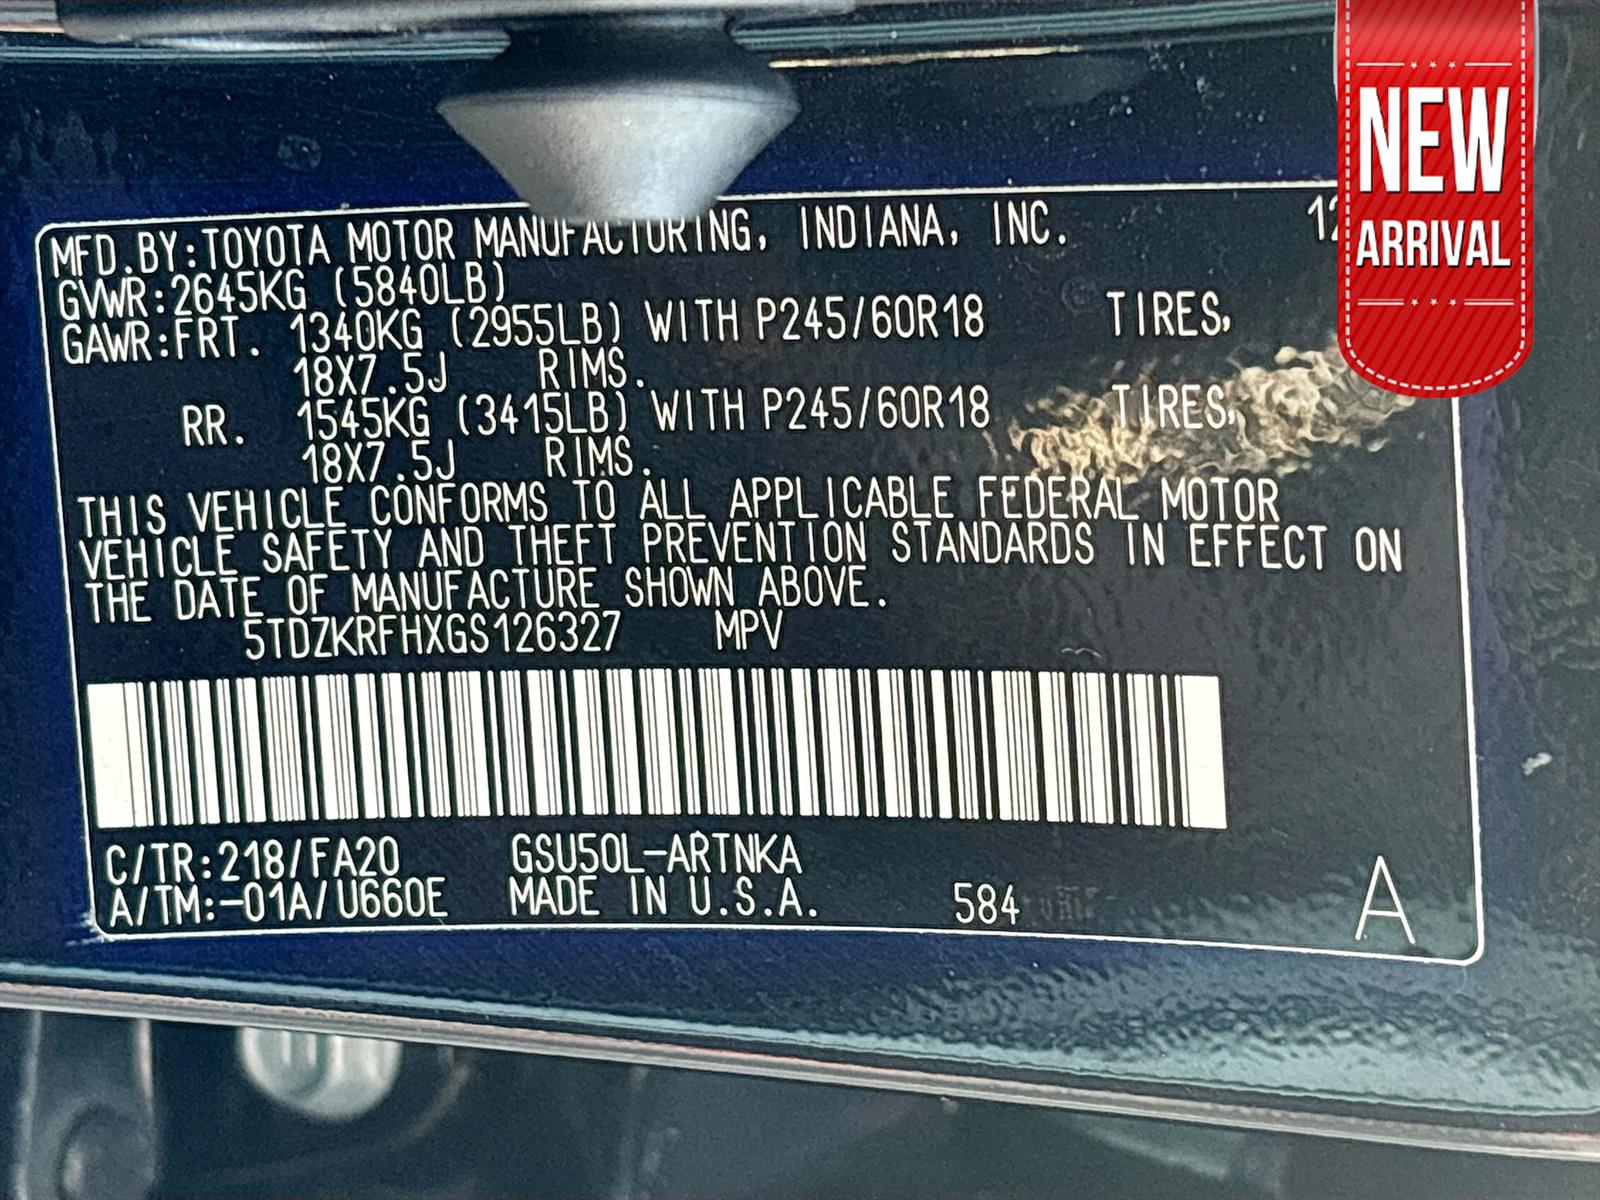 MFD.BY:TOYOTA MOTOR MANUFACTURING, INDIANA, INC. 12
GVWR:2645KG (5840LB)
GAWR:FRT. 1340KG (2955LB) WITH P245/60R18 TIRES,
18X7.5J RIMS.
RR. 1545KG (3415LB) WITH P245/60R18 TIRES,
18X7.5J RIMS.
THIS VEHICLE CONFORMS TO ALL APPLICABLE FEDERAL MOTOR
VEHICLE SAFETY AND THEFT PREVENTION STANDARDS IN EFFECT ON
THE DATE OF MANUFACTURE SHOWN ABOVE.
5TDZKRFHXGS126327 MPV
C/TR:218/FA20 GSU50L-ARTNKA
A/TM:-01A/U660E MADE IN U.S.A. 584 A
NEW
ARRIVAL